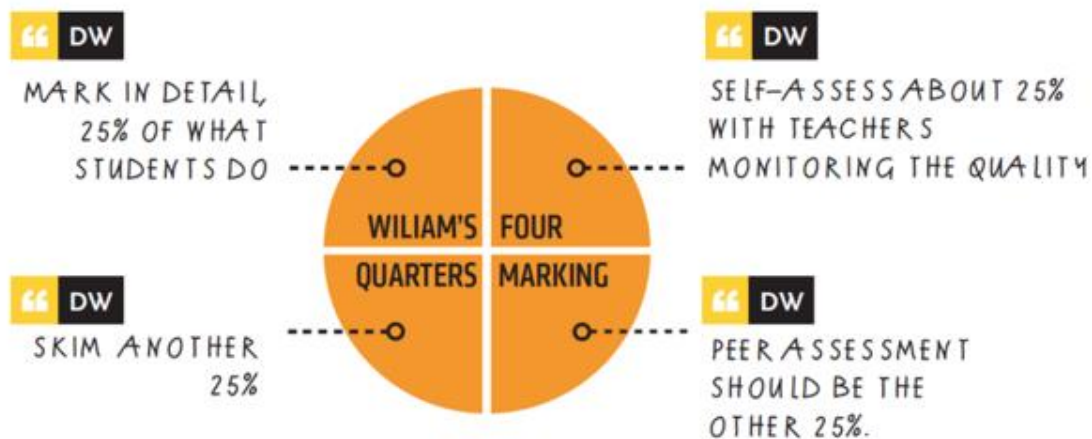 “ DW
MARK IN DETAIL,
25% OF WHAT
STUDENTS DO
“ DW
SELF-ASSESS ABOUT 25%
WITH TEACHERS
MONITORING THE QUALITY
WILIAM'S FOUR
QUARTERS MARKING
“ DW
SKIM ANOTHER
25%
“ DW
PEER ASSESSMENT
SHOULD BE THE
OTHER 25%.